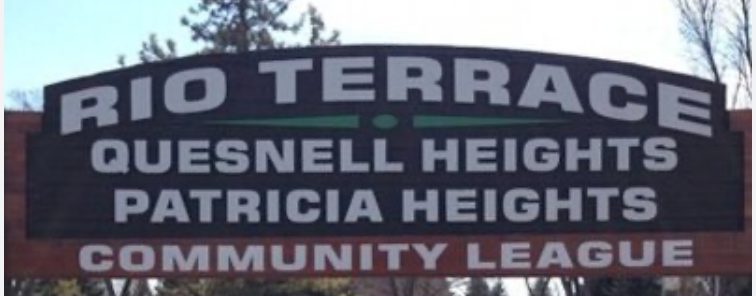 RIO TERRACE
QUESNELL HEIGHTS
PATRICIA HEIGHTS
COMMUNITY LEAGUE